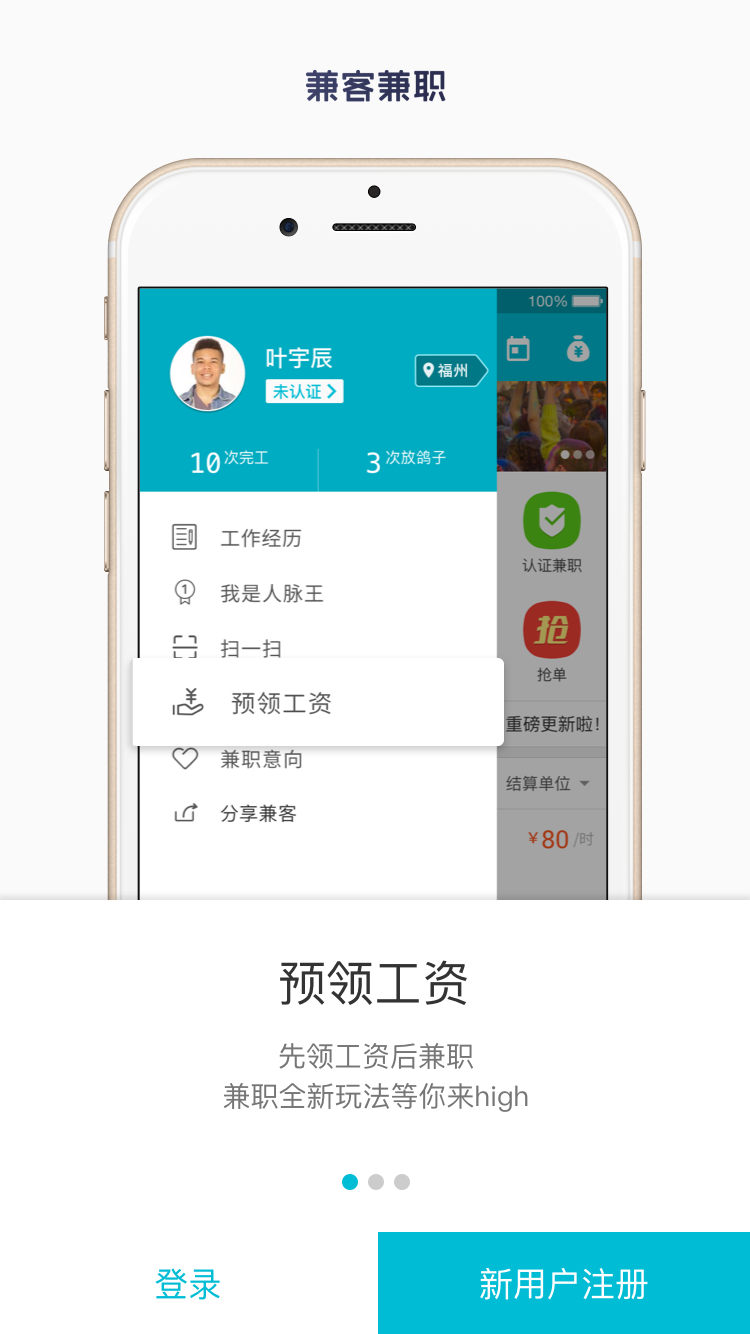 兼客兼职
100%
叶宇辰
未认证
福州
10次完工
3次放鸽子
工作经历
我是人脉王
扫一扫
预领工资
兼职意向
分享兼客
认证兼职
抢
抢单
重磅更新啦!
结算单位
¥80/时
预领工资
先领工资后兼职
兼职全新玩法等你来high
登录
新用户注册